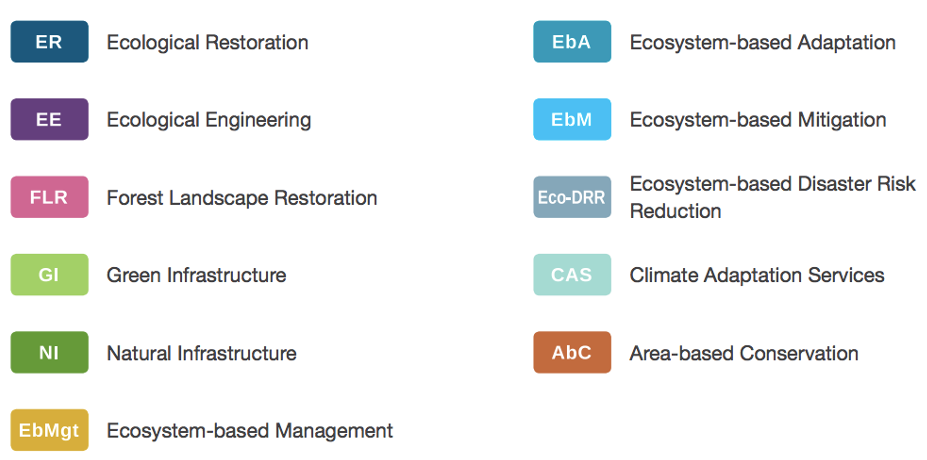 ER Ecological Restoration
EE Ecological Engineering
FLR Forest Landscape Restoration
GI Green Infrastructure
NI Natural Infrastructure
EbMgt Ecosystem-based Management
EbA Ecosystem-based Adaptation
EbM Ecosystem-based Mitigation
Eco-DRR Ecosystem-based Disaster Risk
Reduction
CAS Climate Adaptation Services
AbC Area-based Conservation